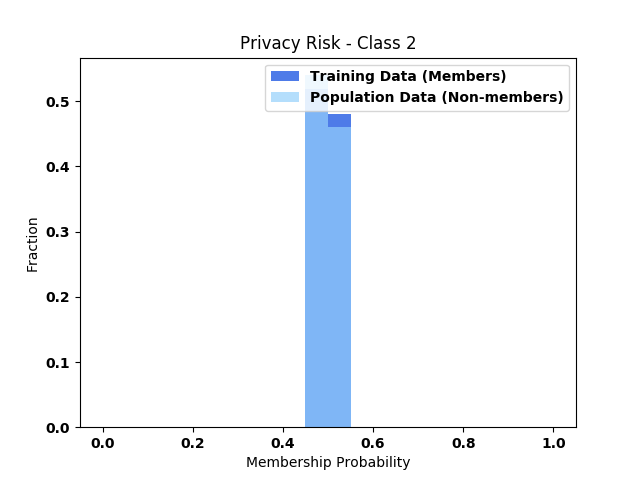 Privacy Risk - Class 2
Training Data (Members)
Population Data (Non-members)
0.5
0.4
0.3
0.2
0.1
0.0
Fraction
0.0 0.2 0.4 0.6 0.8 1.0
Membership Probability